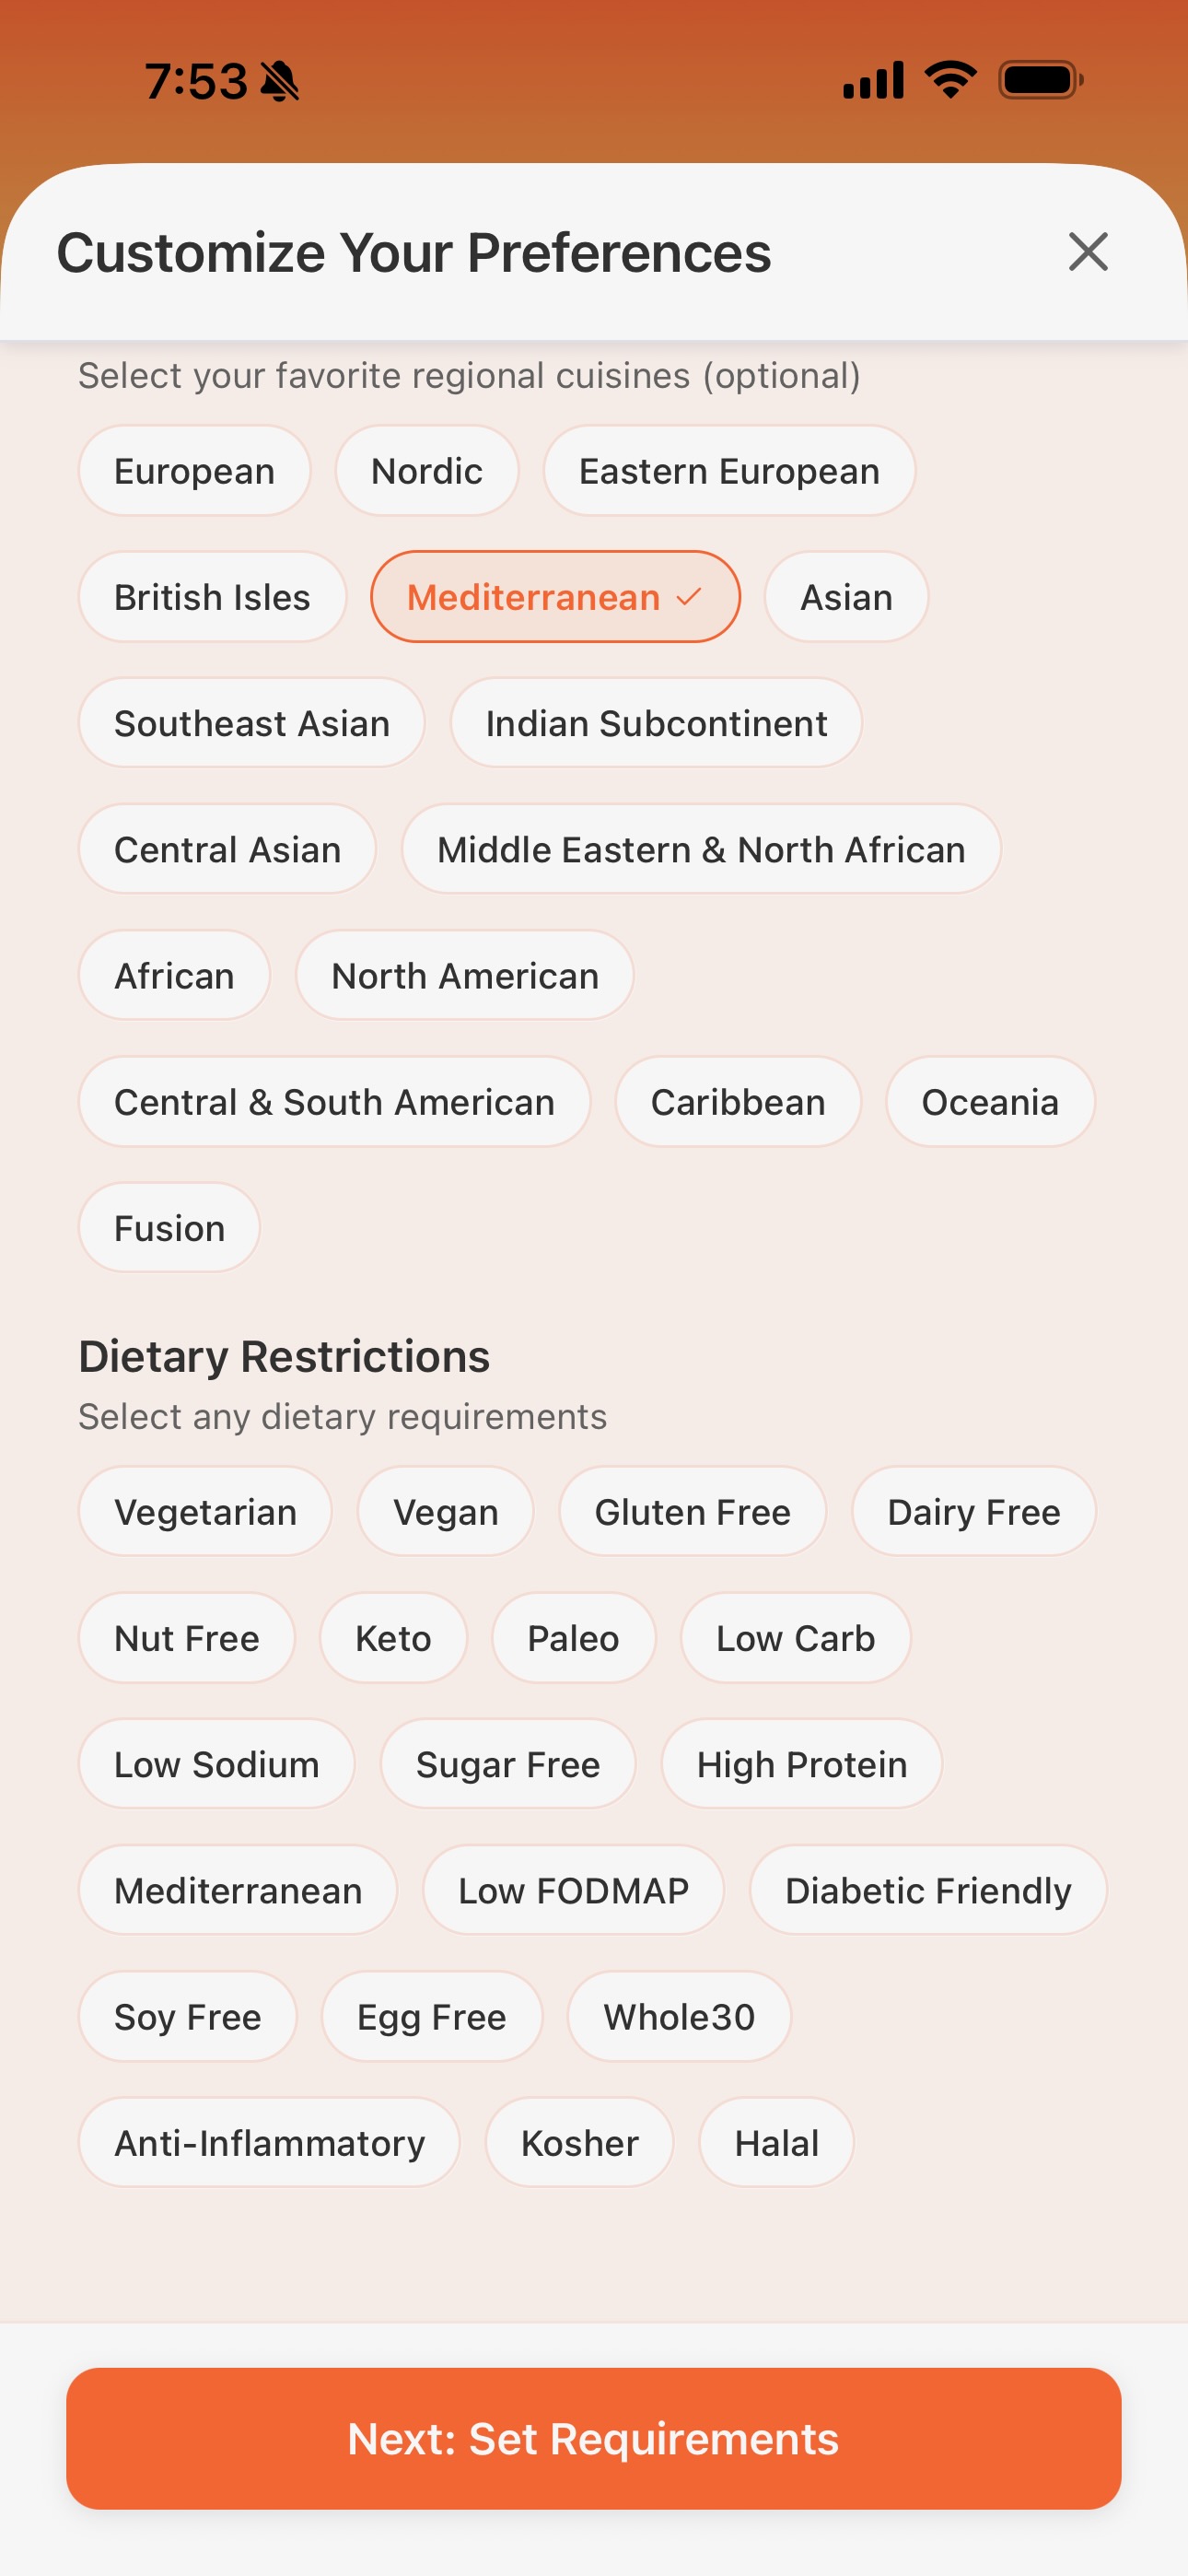 7:53
Customize Your Preferences
Select your favorite regional cuisines (optional)
European Nordic Eastern European
British Isles Mediterranean Asian
Southeast Asian Indian Subcontinent
Central Asian Middle Eastern & North African
African North American
Central & South American Caribbean Oceania
Fusion
Dietary Restrictions
Select any dietary requirements
Vegetarian Vegan Gluten Free Dairy Free
Nut Free Keto Paleo Low Carb
Low Sodium Sugar Free High Protein
Mediterranean Low FODMAP Diabetic Friendly
Soy Free Egg Free Whole30
Anti-Inflammatory Kosher Halal
Next: Set Requirements